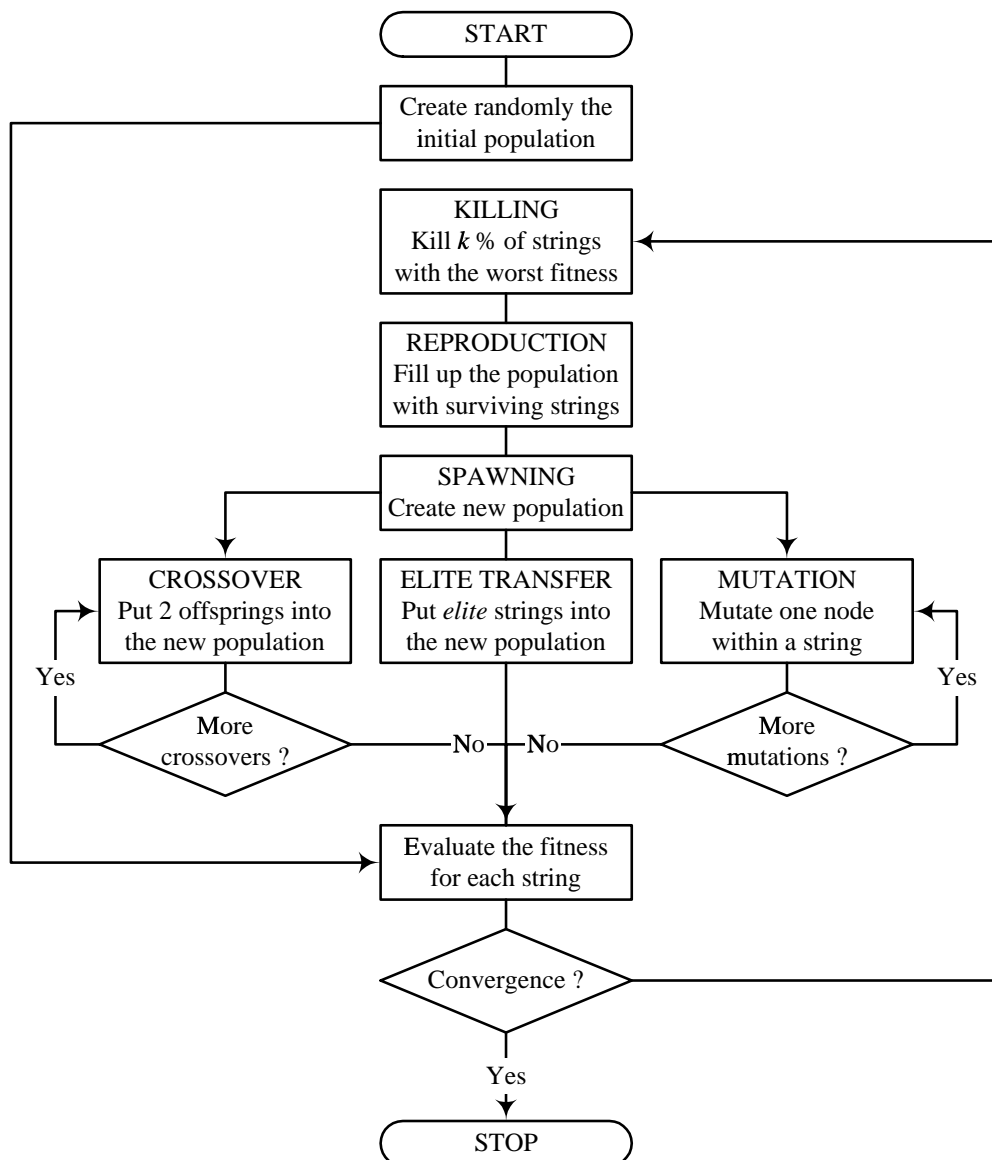 START
Create randomly the
initial population
KILLING
Kill k % of strings
with the worst fitness
REPRODUCTION
Fill up the population
with surviving strings
SPAWNING
Create new population
CROSSOVER
Put 2 offsprings into
the new population
ELITE TRANSFER
Put elite strings into
the new population
MUTATION
Mutate one node
within a string
Yes
Yes
More
crossovers ?
No
No
More
mutations ?
Evaluate the fitness
for each string
Convergence ?
Yes
STOP